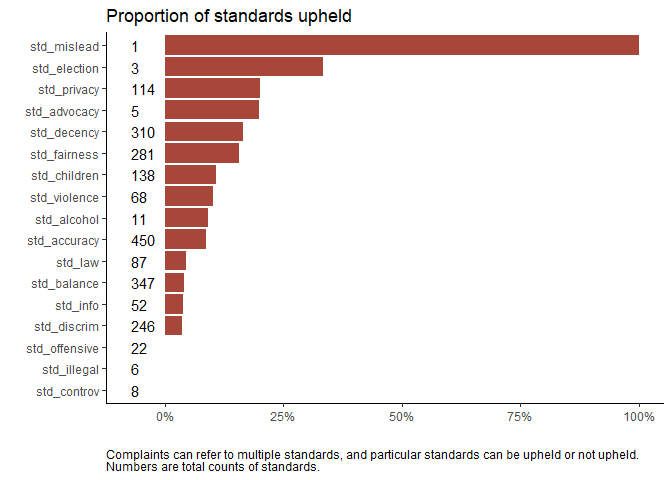 Proportion of standards upheld
std_mislead 1
std_election 3
std_privacy 114
std_advocacy 5
std_decency 310
std_fairness 281
std_children 138
std_violence 68
std_alcohol 11
std_accuracy 450
std_law 87
std_balance 347
std_info 52
std_discrim 246
std_offensive 22
std_illegal 6
std_controv 8
0% 25% 50% 75% 100%
Complaints can refer to multiple standards, and particular standards can be upheld or not upheld.
Numbers are total counts of standards.